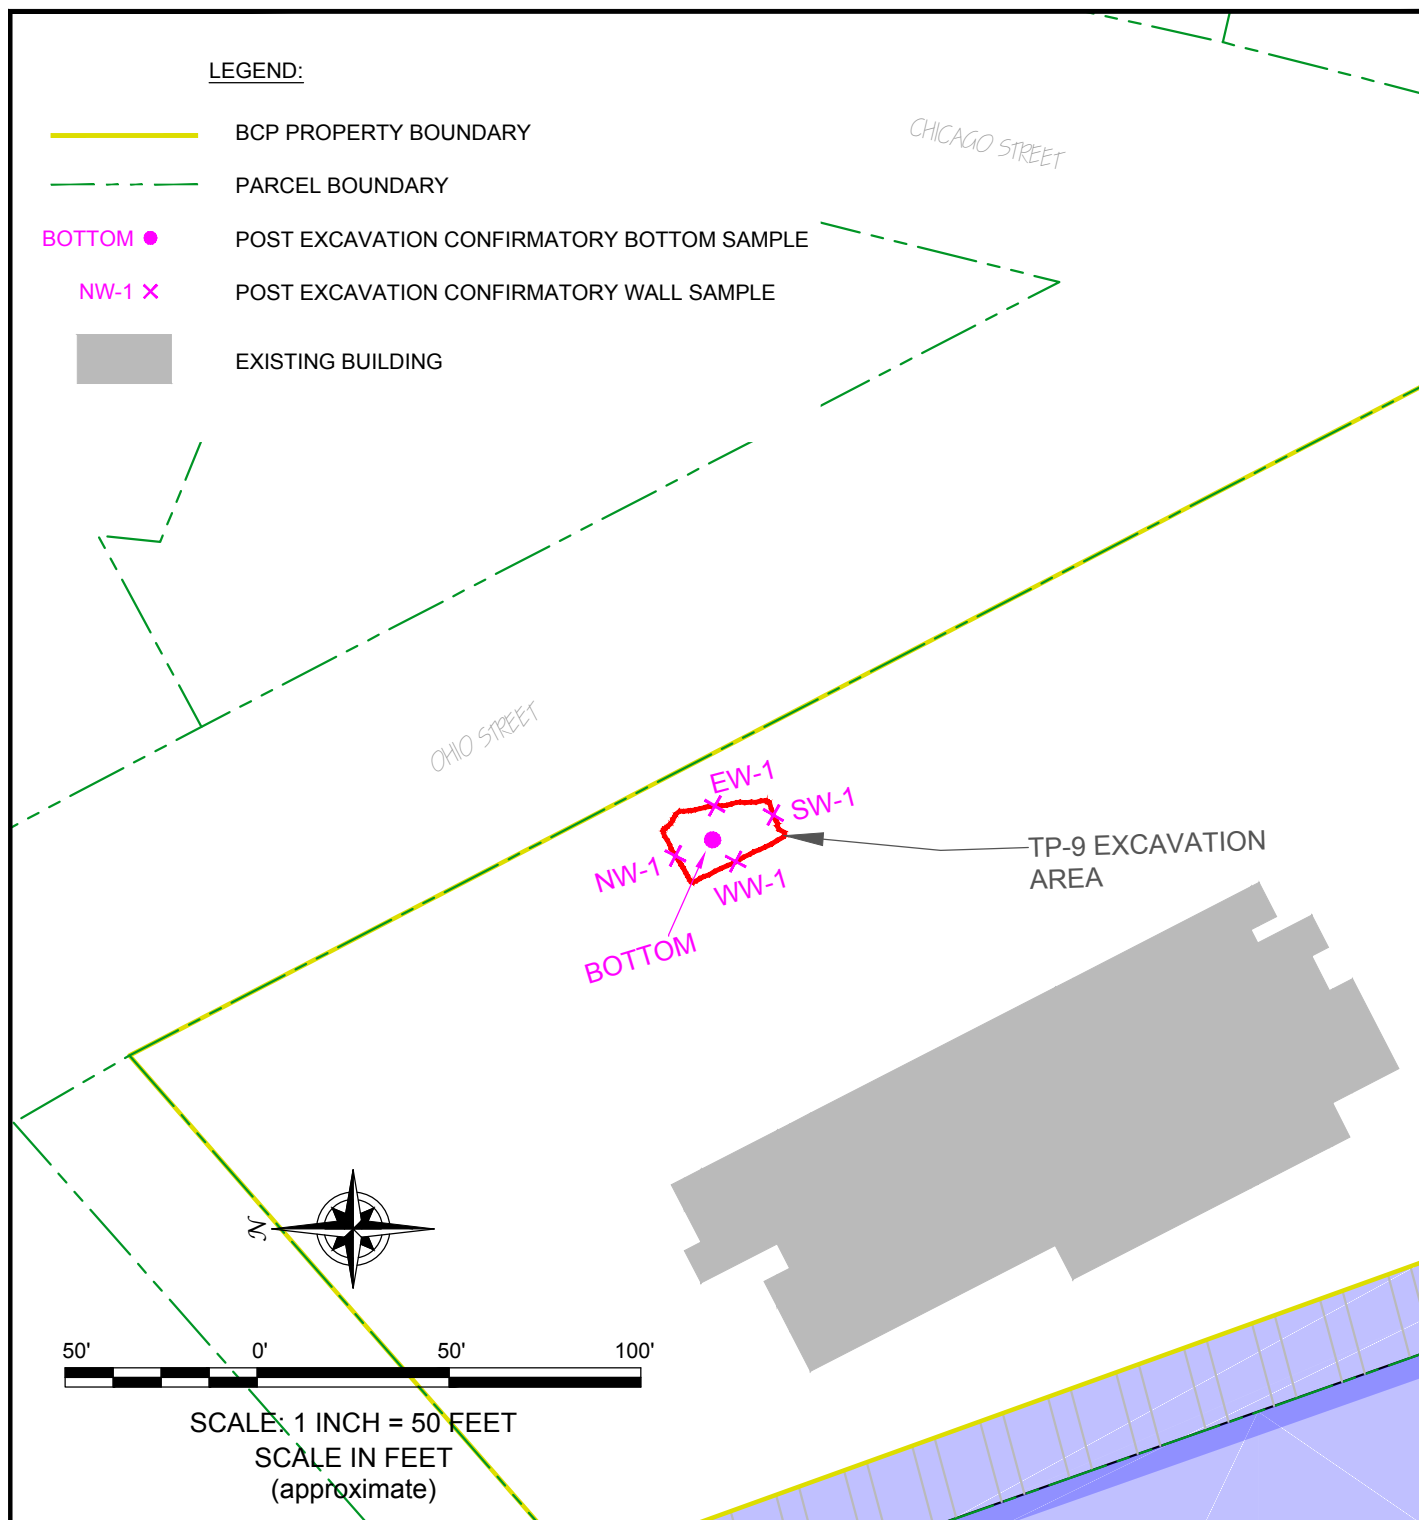 LEGEND:
BCP PROPERTY BOUNDARY
PARCEL BOUNDARY
BOTTOM
POST EXCAVATION CONFIRMATORY BOTTOM SAMPLE
NW-1
POST EXCAVATION CONFIRMATORY WALL SAMPLE
EXISTING BUILDING
CHICAGO STREET
OHIO STREET
EW-1
SW-1
NW-1
WW-1
BOTTOM
TP-9 EXCAVATION
AREA
N
50' 0' 50' 100'
SCALE: 1 INCH = 50 FEET
SCALE IN FEET
(approximate)